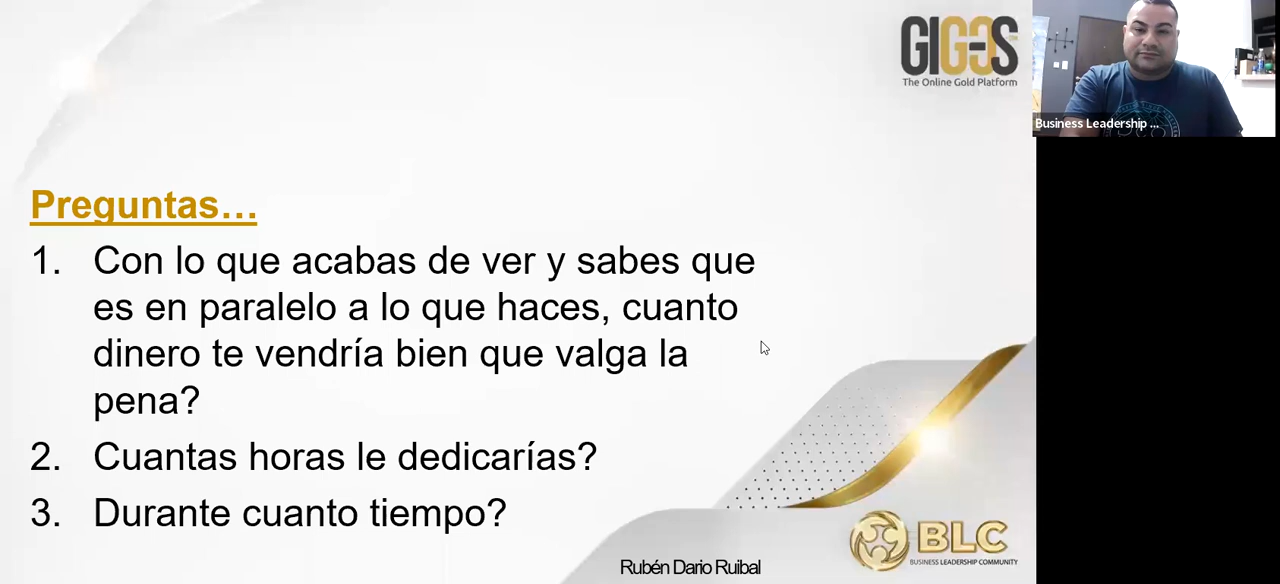 GIGOS
The Online Gold Platform
Business Leadership ...
Preguntas...
1. Con lo que acabas de ver y sabes que
es en paralelo a lo que haces, cuanto
dinero te vendría bien que valga la
pena?
2. Cuantas horas le dedicarías?
3. Durante cuanto tiempo?
BLC
BUSINESS LEADERSHIP COMMUNITY
Rubén Dario Ruibal